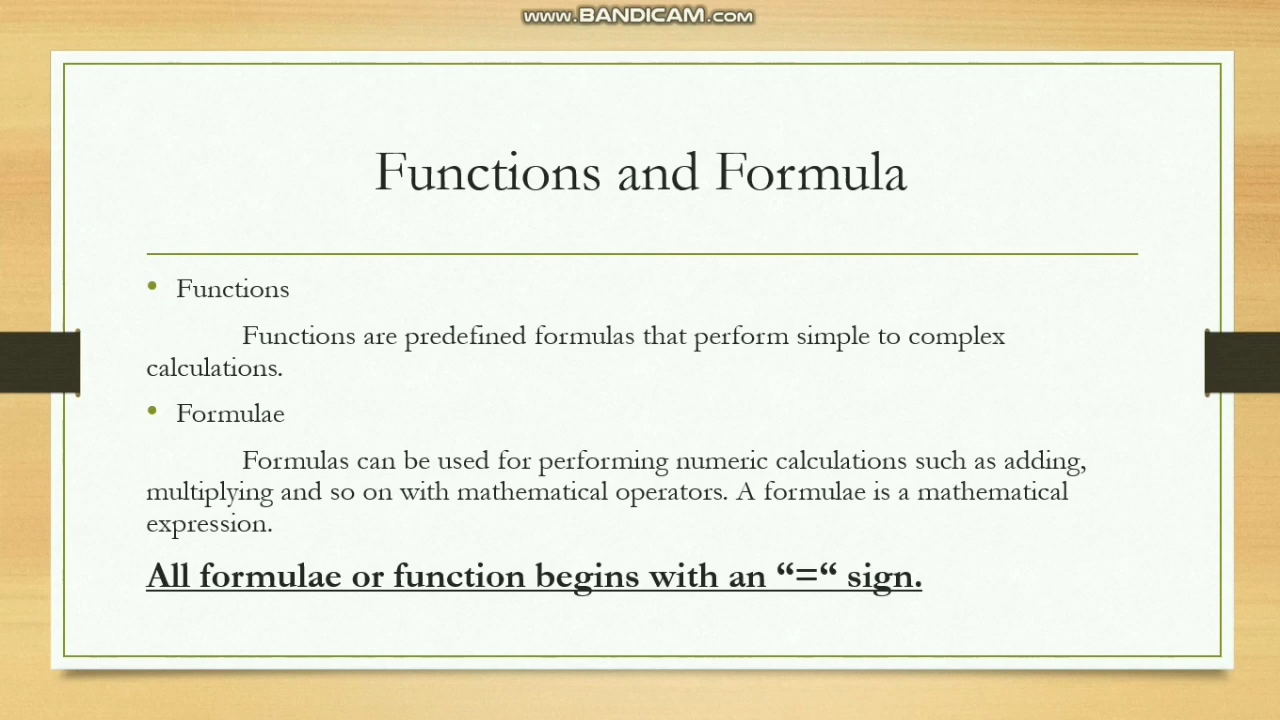 www.BANDICAM.com
Functions and Formula
• Functions
Functions are predefined formulas that perform simple to complex
calculations.
• Formulae
Formulas can be used for performing numeric calculations such as adding,
multiplying and so on with mathematical operators. A formulae is a mathematical
expression.
All formulae or function begins with an “=“ sign.